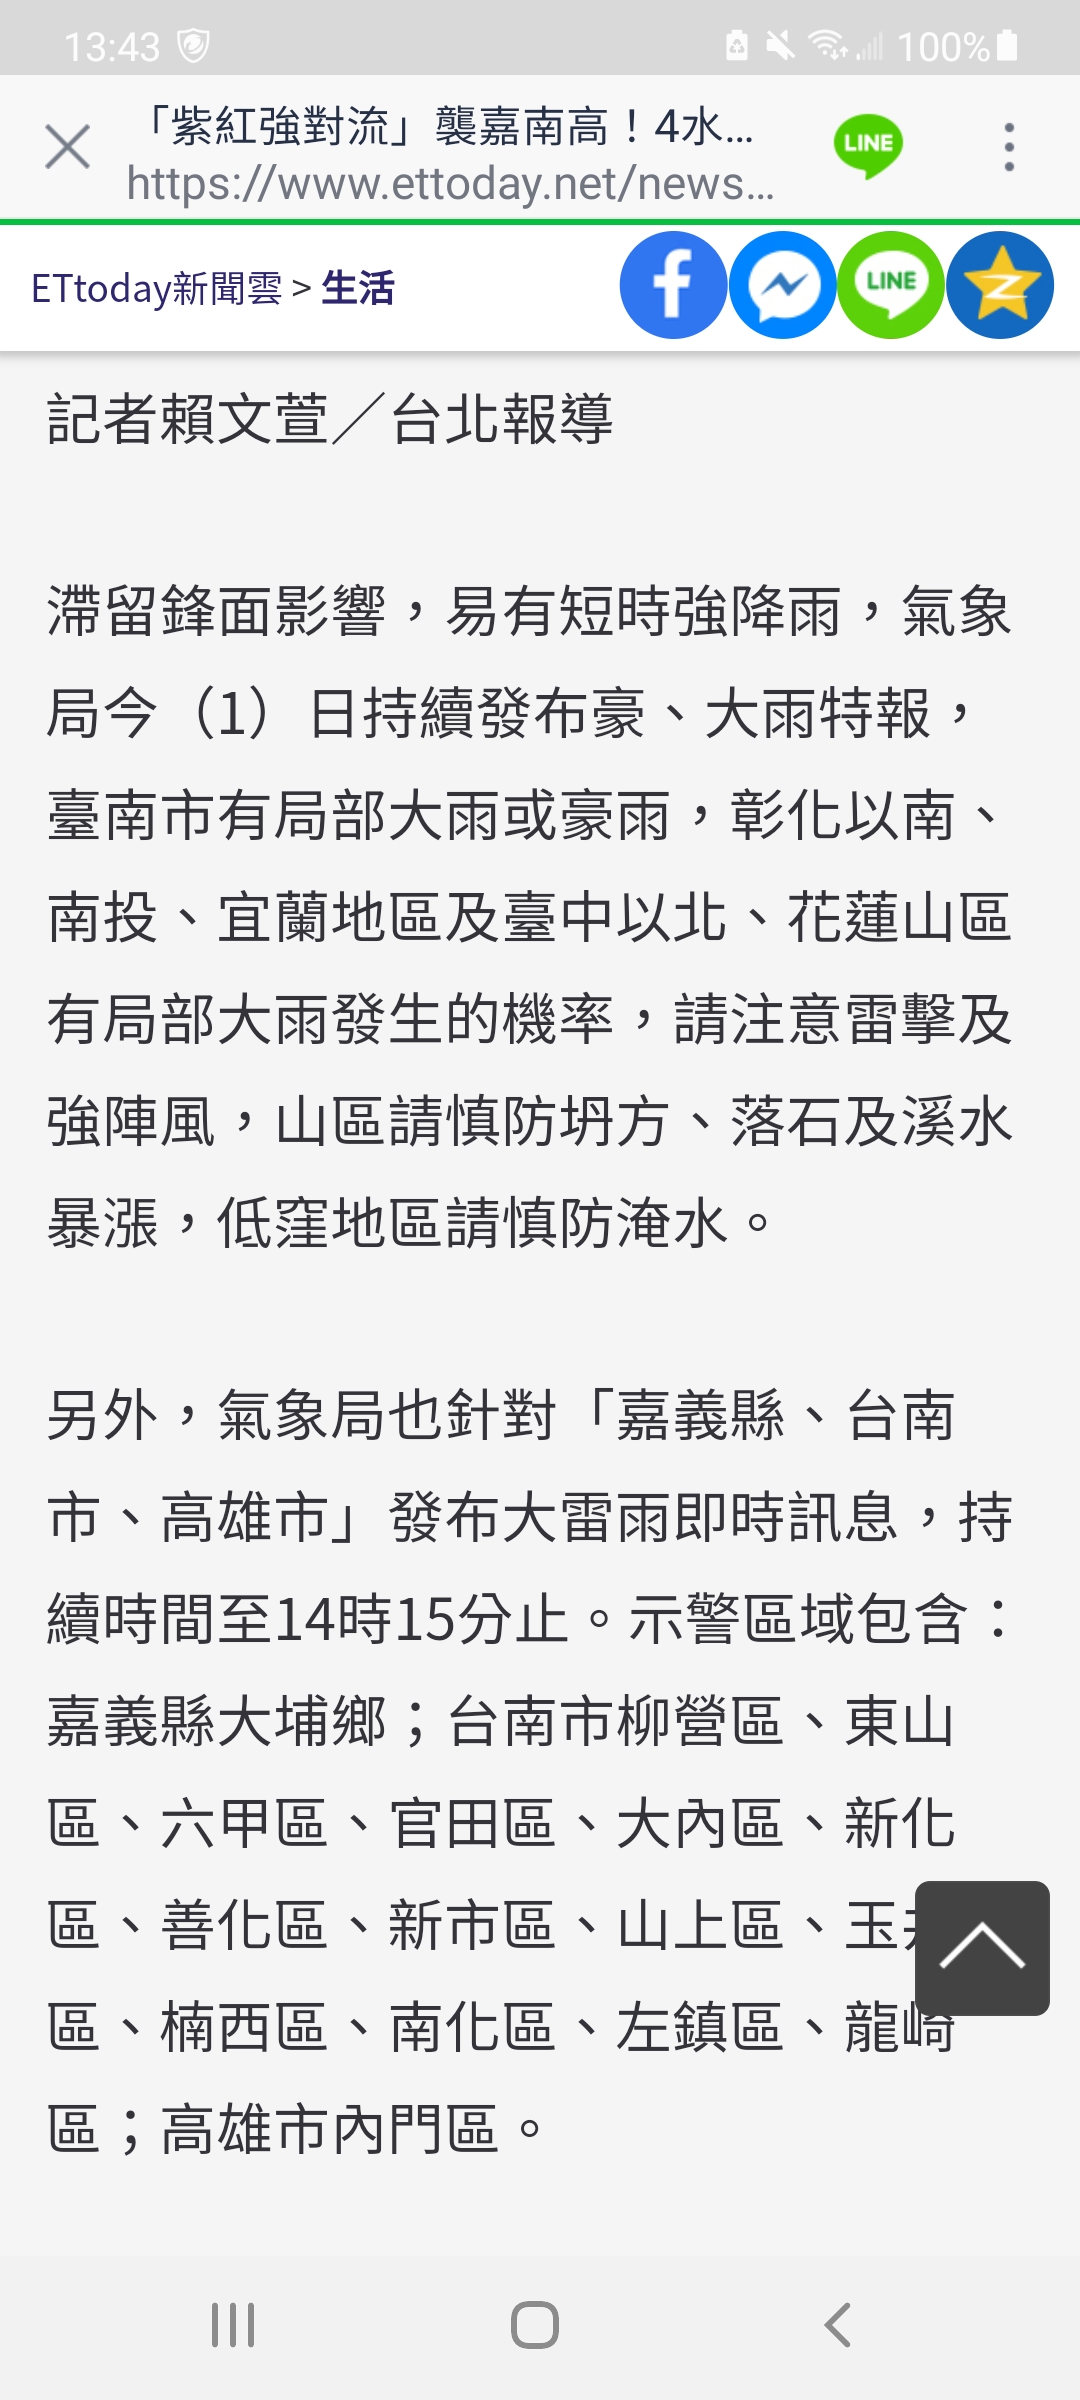 13:43 100%
「紫紅強對流」襲嘉南高！4水...
https://www.ettoday.net/news...
LINE
ETtoday新聞雲 > 生活
LINE
記者賴文萱／台北報導
滯留鋒面影響，易有短時強降雨，氣象
局今（1）日持續發布豪、大雨特報，
臺南市有局部大雨或豪雨，彰化以南、
南投、宜蘭地區及臺中以北、花蓮山區
有局部大雨發生的機率，請注意雷擊及
強陣風，山區請慎防坍方、落石及溪水
暴漲，低窪地區請慎防淹水。
另外，氣象局也針對「嘉義縣、台南
市、高雄市」發布大雷雨即時訊息，持
續時間至14時15分止。示警區域包含：
嘉義縣大埔鄉；台南市柳營區、東山
區、六甲區、官田區、大內區、新化
區、善化區、新市區、山上區、玉井
區、楠西區、南化區、左鎮區、龍崎
區；高雄市內門區。